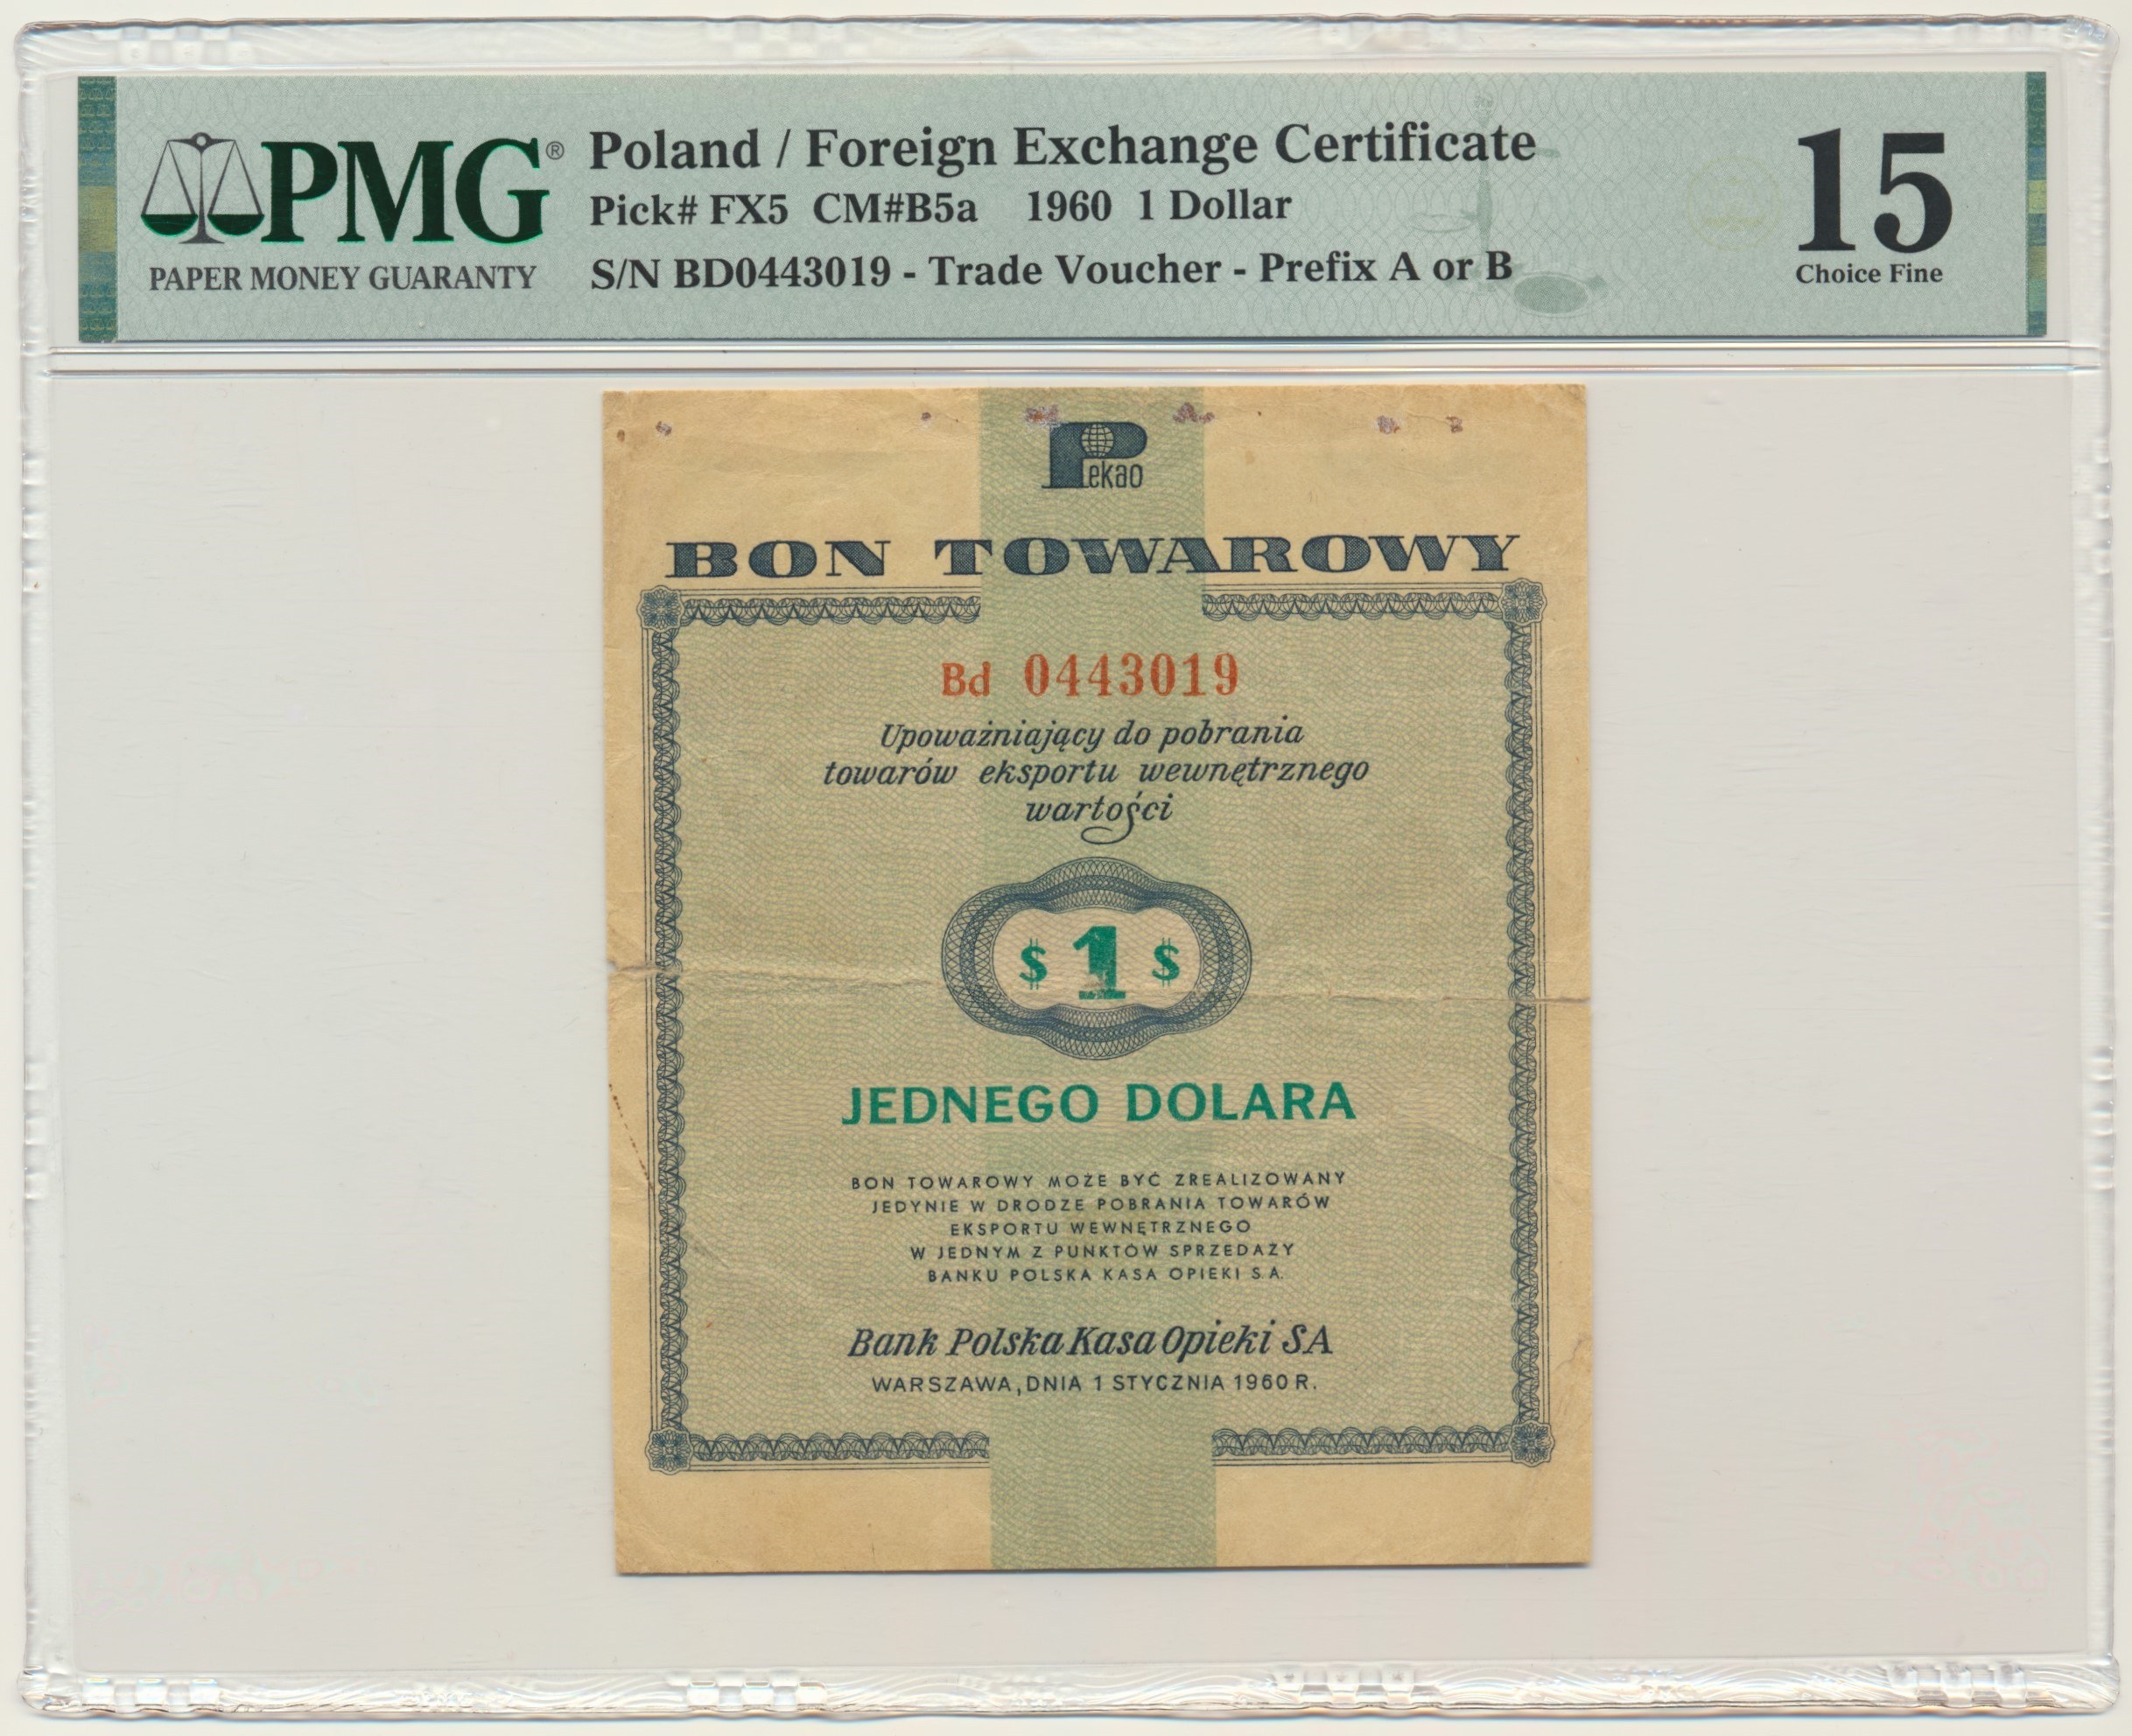 PMG®
PAPER MONEY GUARANTY
Poland / Foreign Exchange Certificate
Pick# FX5 CM#B5a 1960 1 Dollar
S/N BD0443019 - Trade Voucher - Prefix A or B
15
Choice Fine
Pekao
BON TOWAROWY
Bd 0443019
Upoważniający do pobrania
towarów eksportu wewnętrznego
wartości
$ 1 $
JEDNEGO DOLARA
BON TOWAROWY MOŻE BYĆ ZREALIZOWANY
JEDYNIE W DRODZE POBRANIA TOWARÓW
EKSPORTU WEWNĘTRZNEGO
W JEDNYM Z PUNKTÓW SPRZEDAŻY
BANKU POLSKA KASA OPIEKI S.A.
Bank Polska Kasa Opieki SA
WARSZAWA, DNIA 1 STYCZNIA 1960 R.